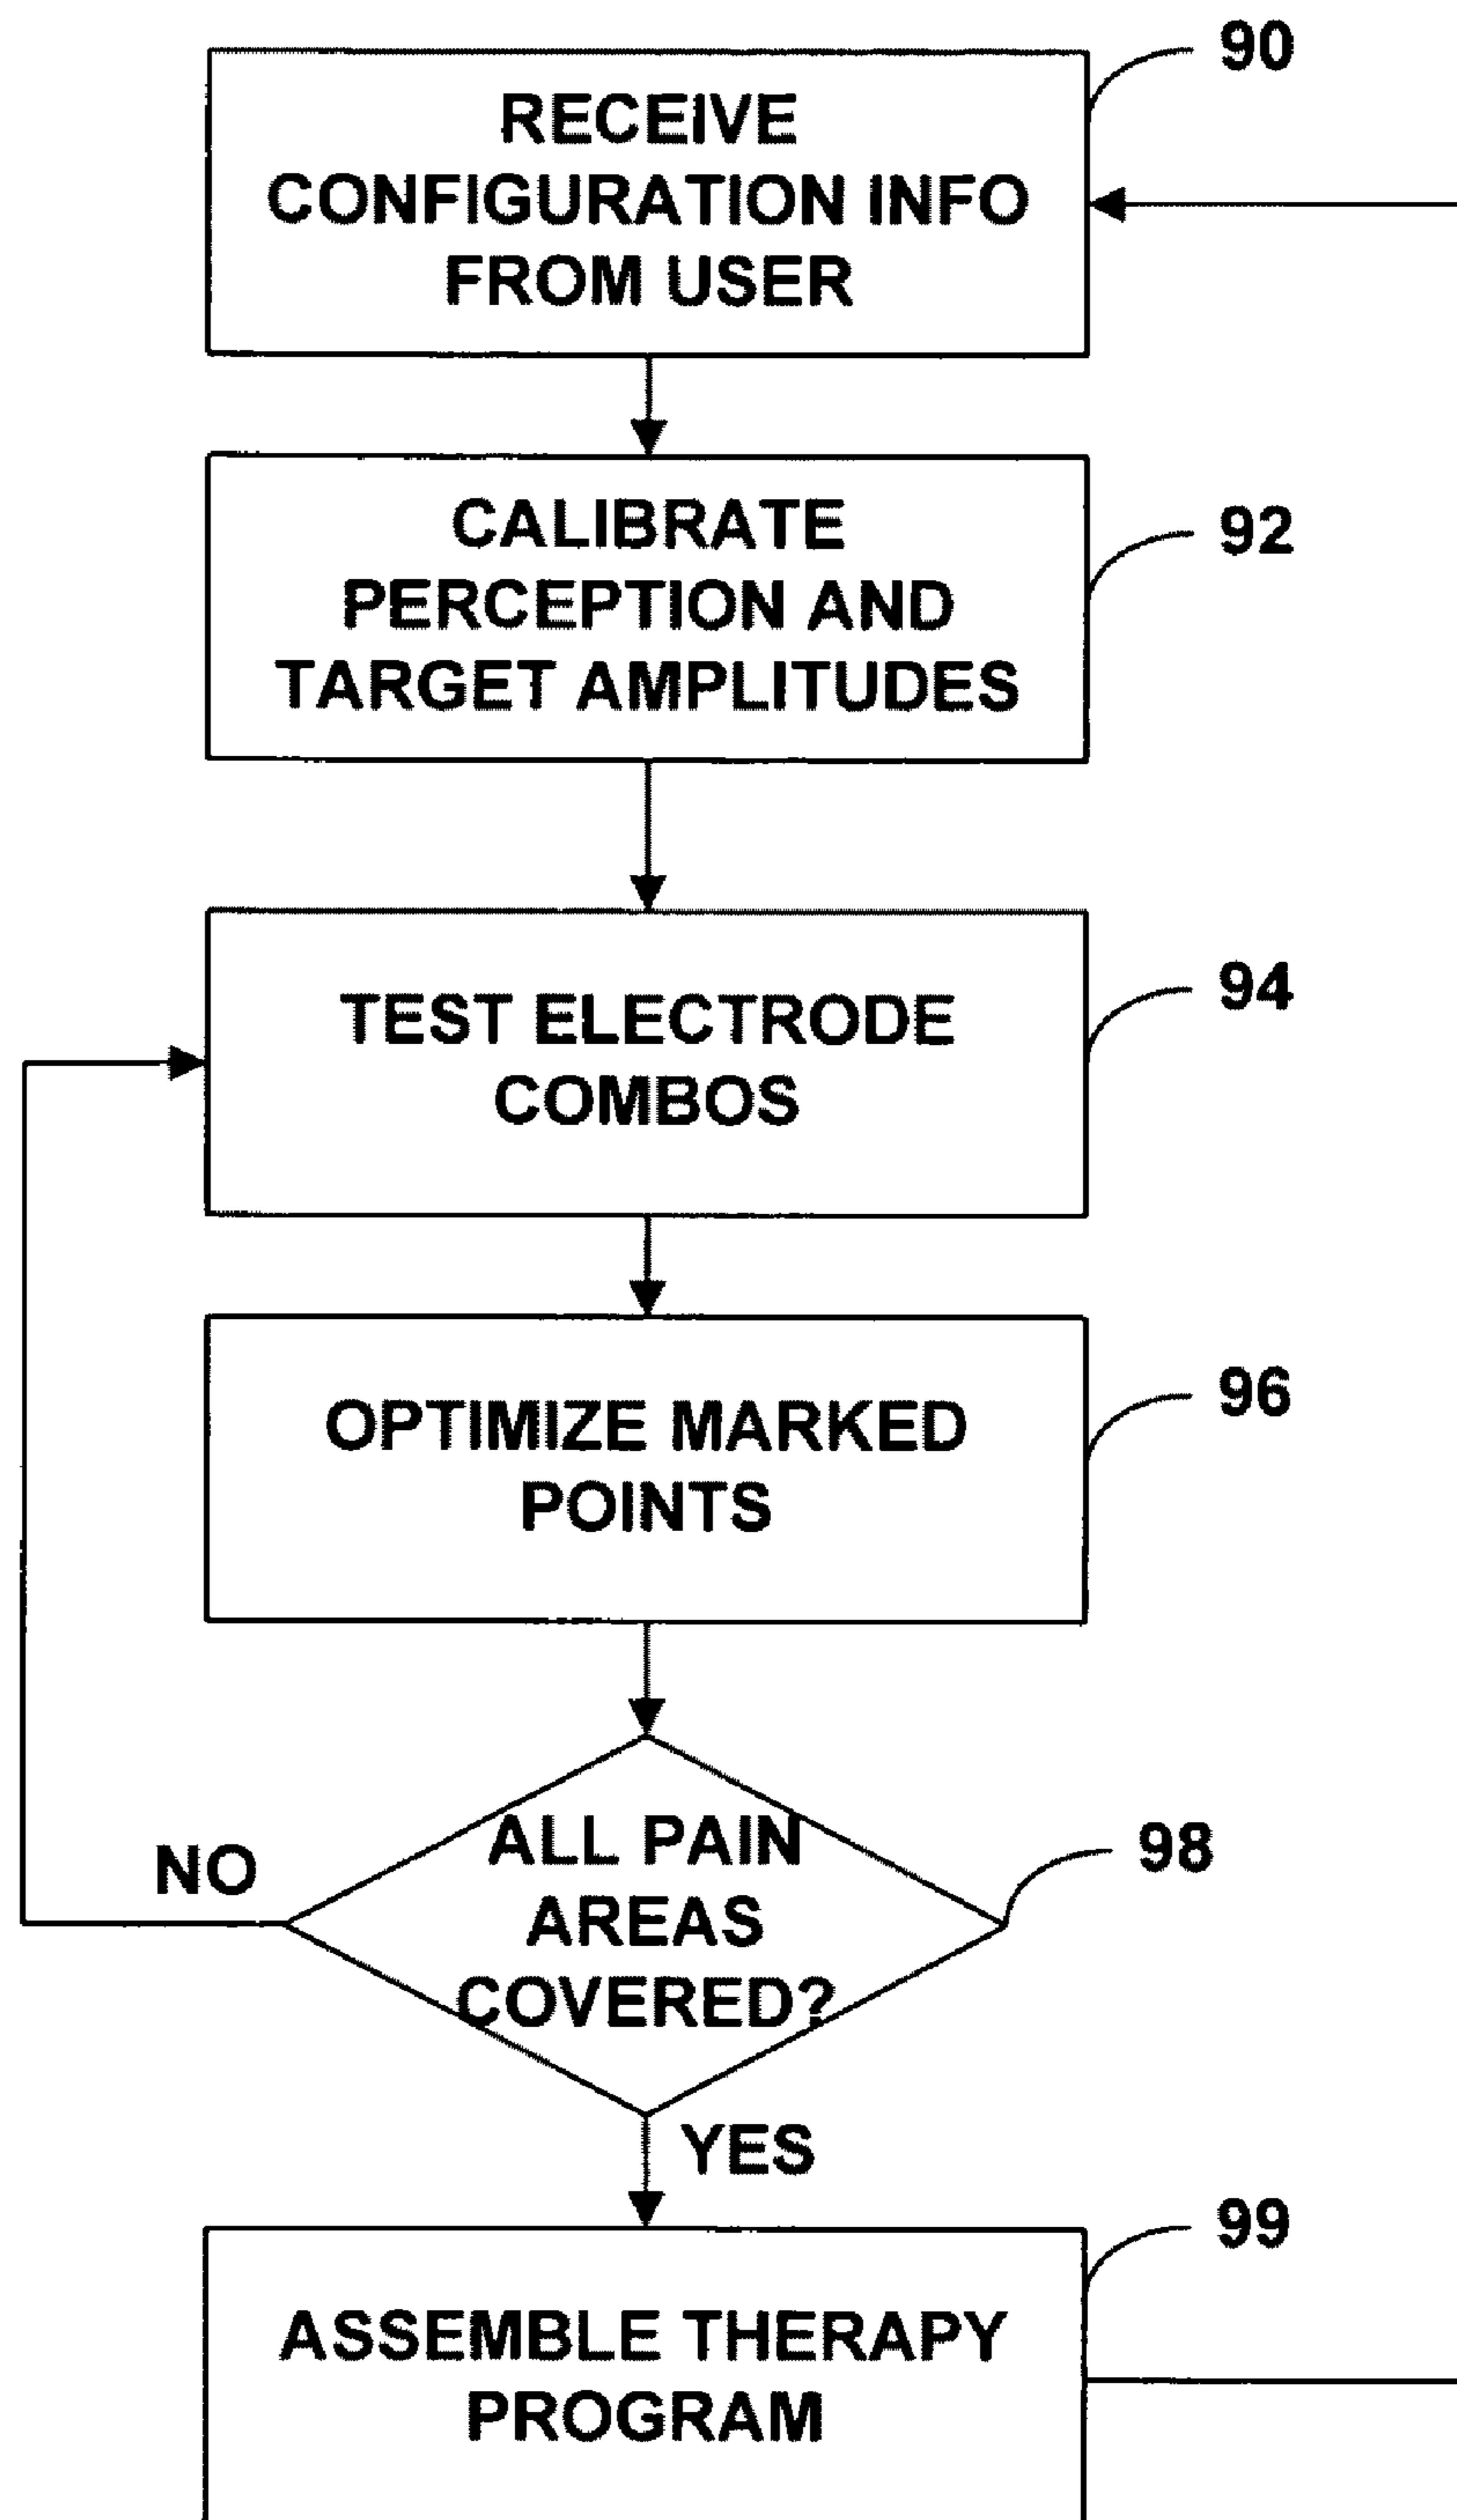 90
RECEIVE
CONFIGURATION INFO
FROM USER
CALIBRATE
PERCEPTION AND
TARGET AMPLITUDES
92
TEST ELECTRODE
COMBOS
94
OPTIMIZE MARKED
POINTS
96
ALL PAIN
AREAS
COVERED?
98
NO
YES
99
ASSEMBLE THERAPY
PROGRAM